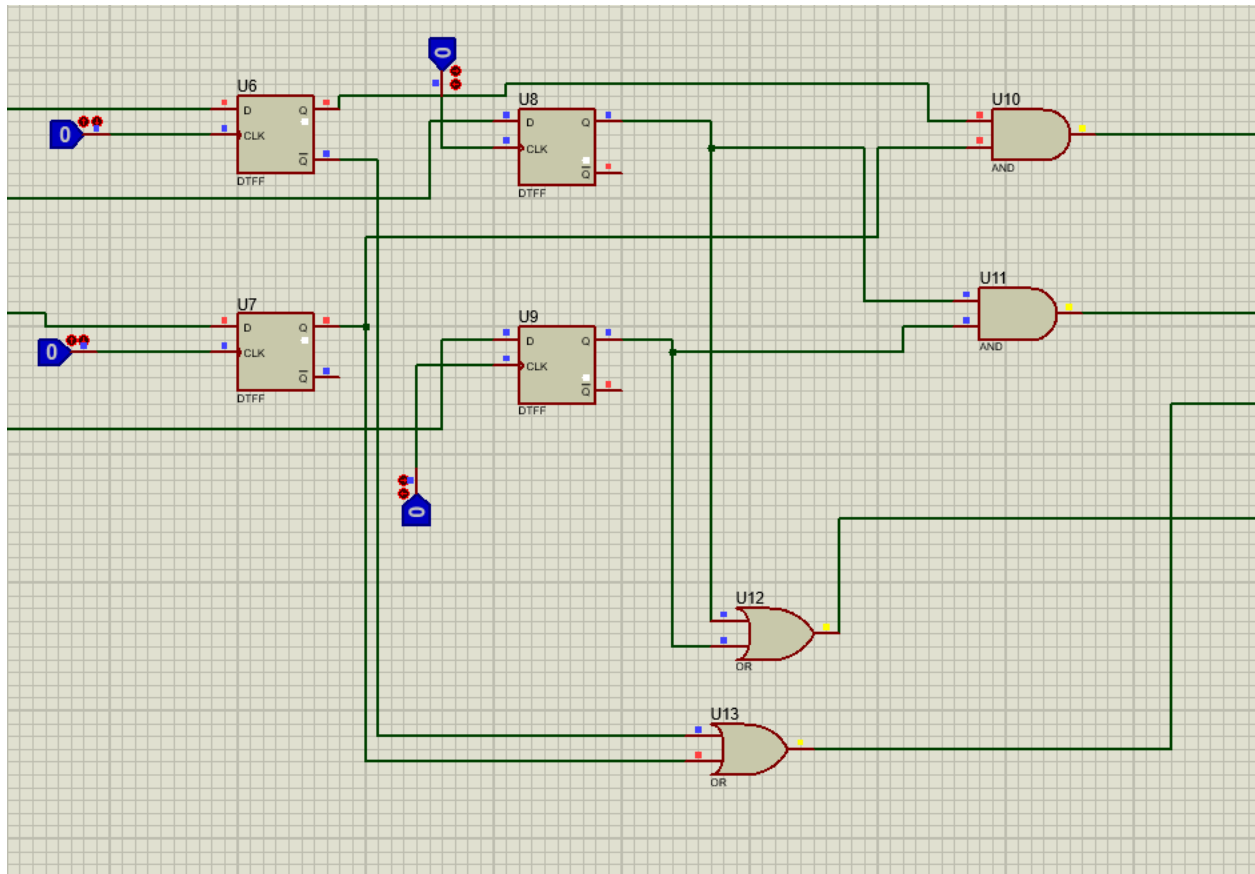 0
U6
D
Q
CLK
Q
DTFF
0
U8
D
Q
CLK
Q
DTFF
U10
AND
U7
D
Q
0
CLK
Q
DTFF
U9
D
Q
CLK
Q
DTFF
0
U11
AND
U12
OR
U13
OR